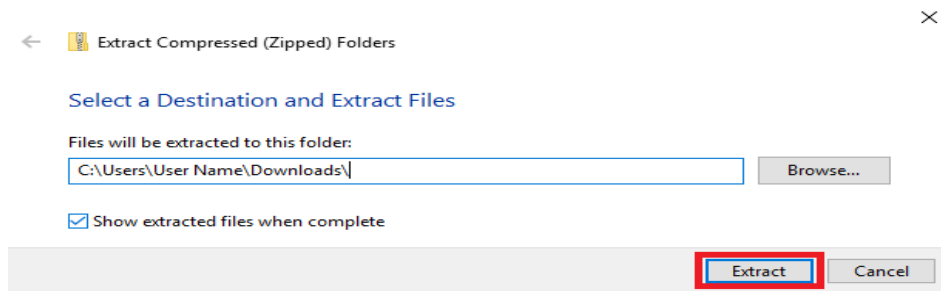 Extract Compressed (Zipped) Folders
Select a Destination and Extract Files
Files will be extracted to this folder:
C:\Users\User Name\Downloads\
Browse...
Show extracted files when complete
Extract
Cancel